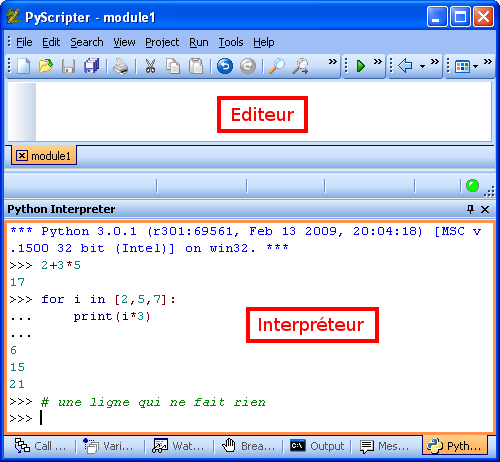 PyScripter - module1
File Edit Search View Project Run Tools Help
Editeur
module1
Python Interpreter
*** Python 3.0.1 (r301:69561, Feb 13 2009, 20:04:18) [MSC v
.1500 32 bit (Intel)] on win32. ***
>>> 2+3*5
17
>>> for i in [2,5,7]:
...     print(i*3)
...
Interpréteur
6
15
21
>>> # une ligne qui ne fait rien
>>>
Call ... Vari... Wat... Brea... Output Mes... Pyth...